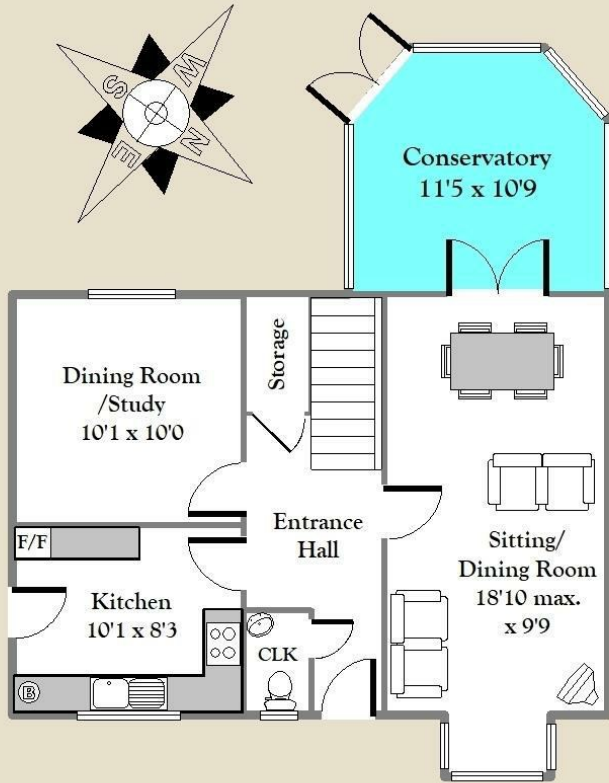 S
W
E
N
Conservatory
11'5 x 10'9
Dining Room
/Study
10'1 x 10'0
Storage
F/F
Entrance
Hall
Sitting/
Dining Room
18'10 max.
x 9'9
Kitchen
10'1 x 8'3
CLK
B